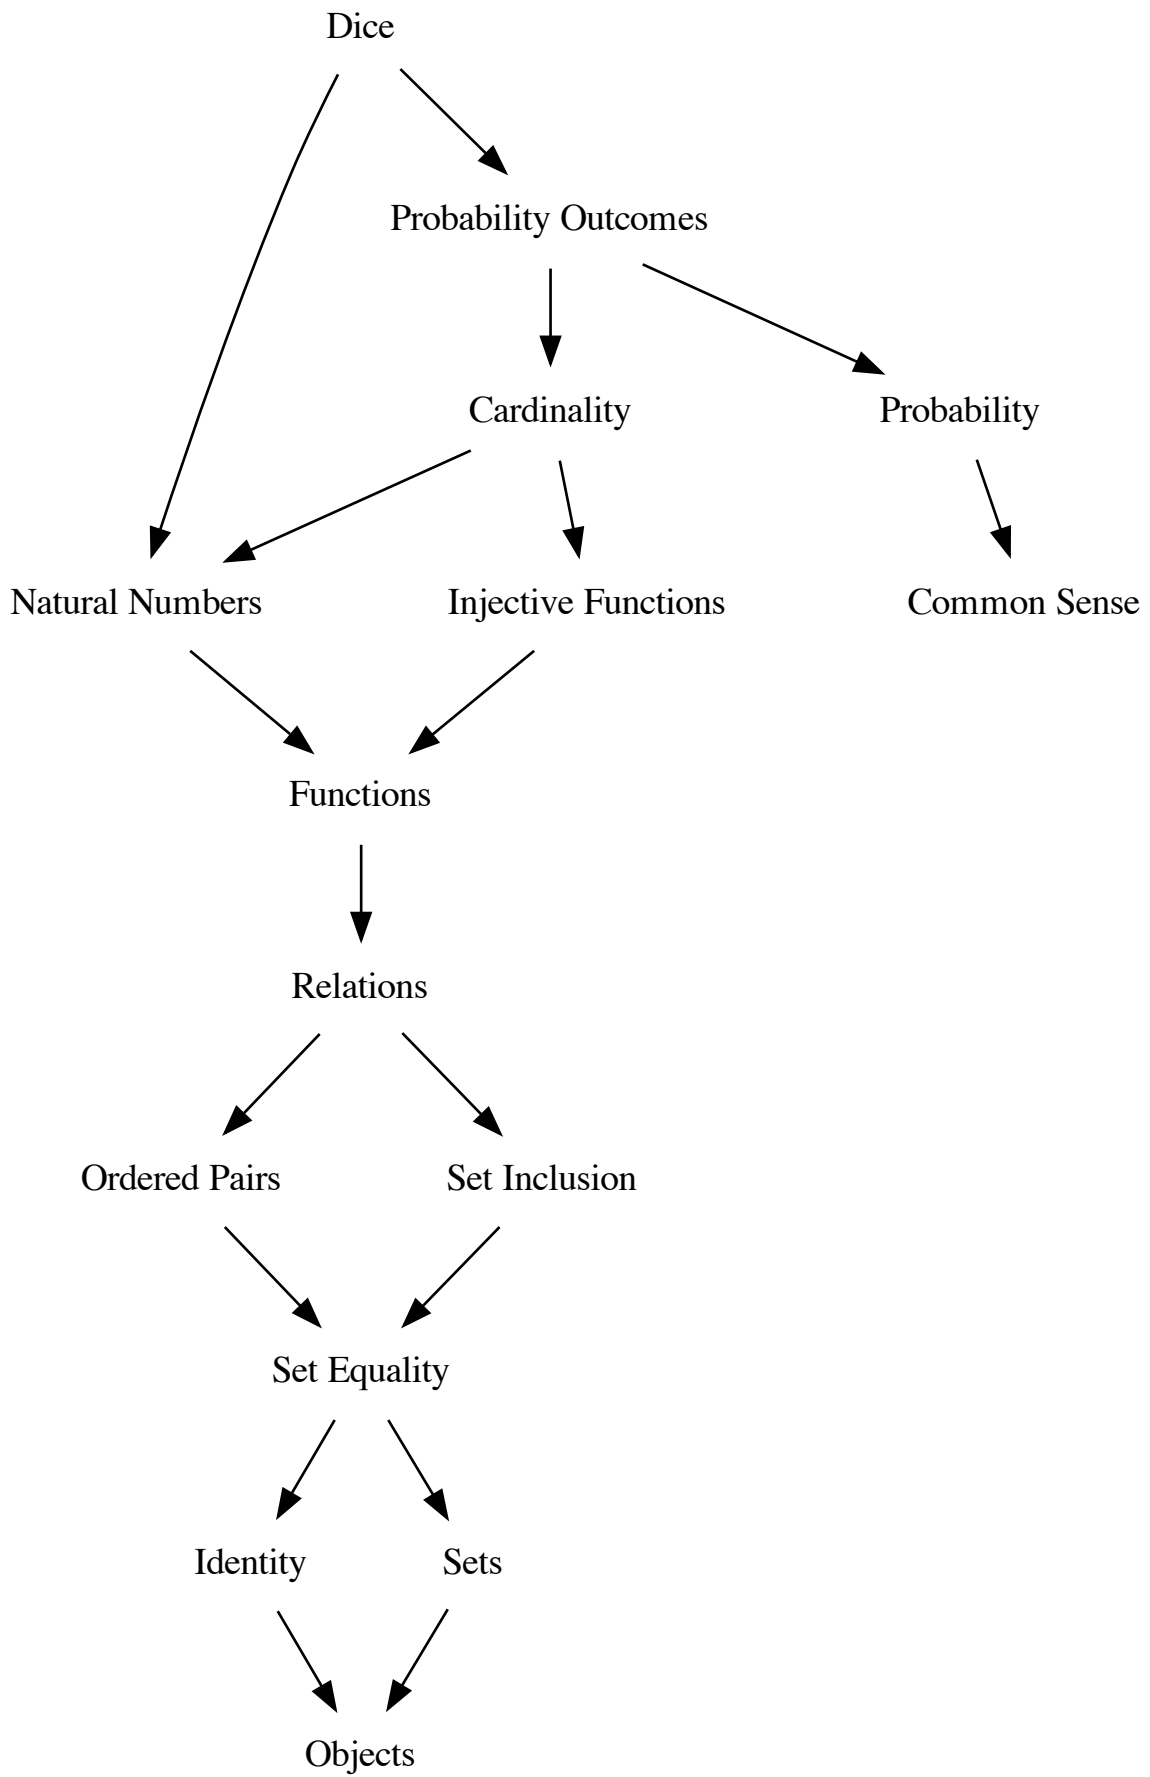 Dice
Probability Outcomes
Cardinality
Probability
Natural Numbers
Injective Functions
Common Sense
Functions
Relations
Ordered Pairs
Set Inclusion
Set Equality
Identity
Sets
Objects